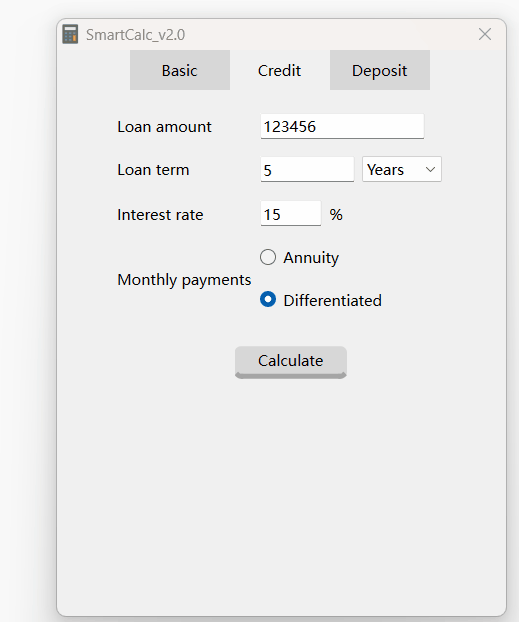 SmartCalc_v2.0
Basic Credit Deposit
Loan amount 123456
Loan term 5 Years
Interest rate 15 %
Annuity
Monthly payments
Differentiated
Calculate